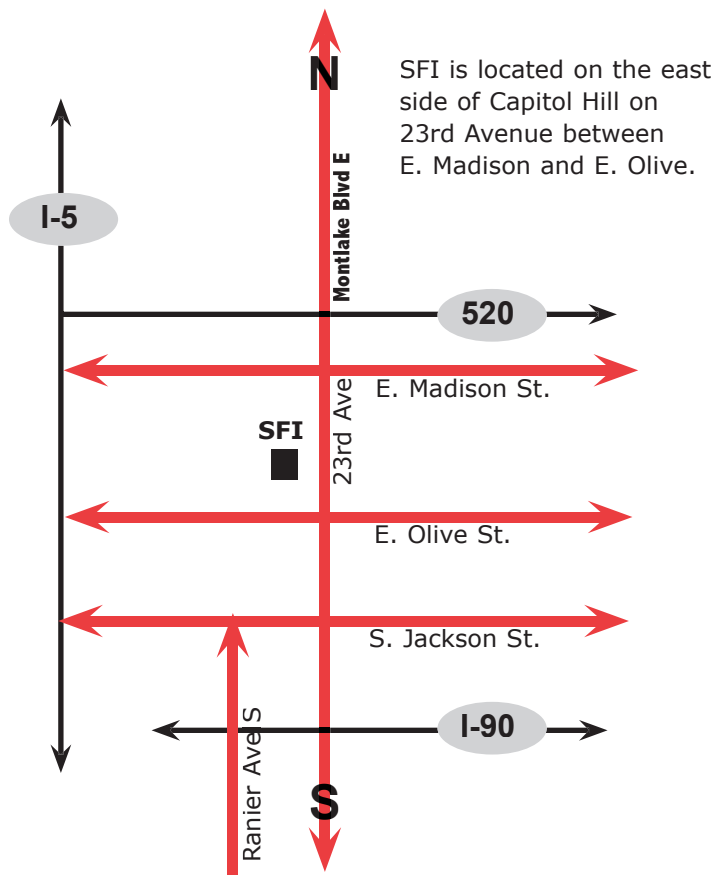 N
SFI is located on the east
side of Capitol Hill on
23rd Avenue between
E. Madison and E. Olive.
I-5
Montlake Blvd E
520
E. Madison St.
23rd Ave
SFI
E. Olive St.
S. Jackson St.
Ranier Ave S
I-90
S